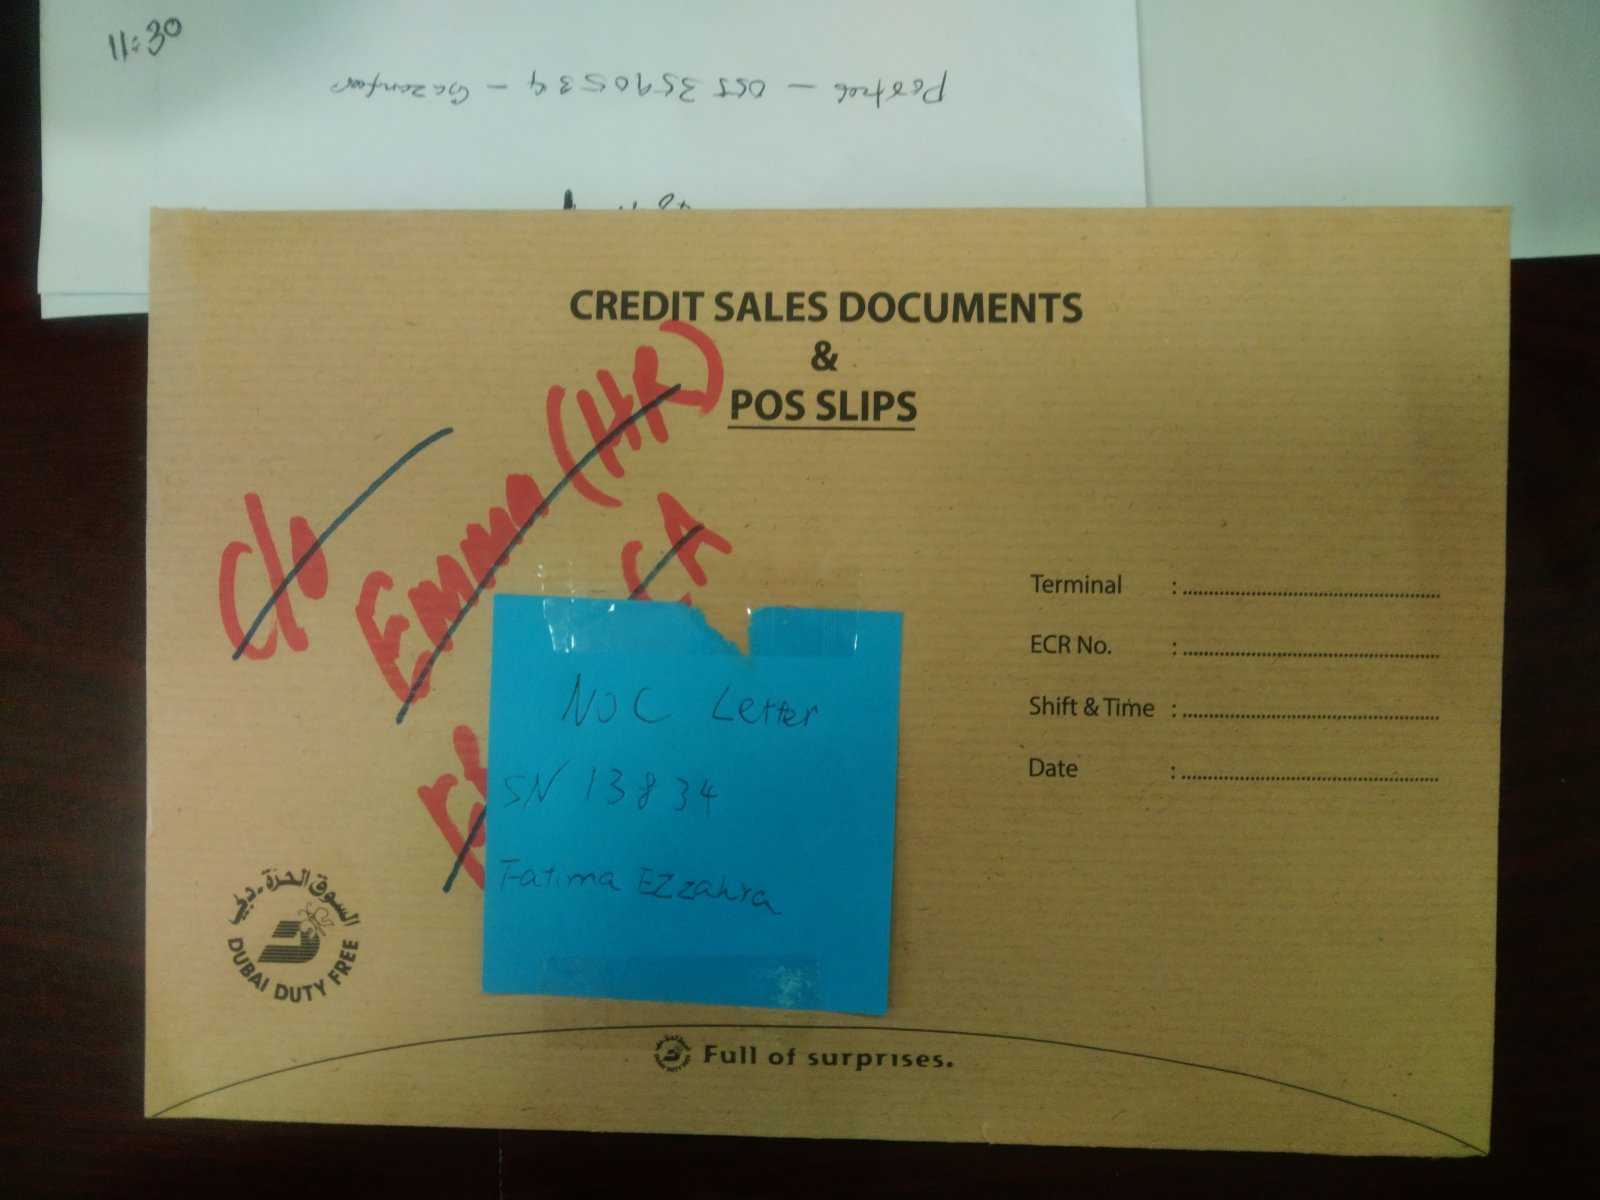 11:30
CREDIT SALES DOCUMENTS
&
POS SLIPS
C/o
Emma (HR)
Terminal :
ECR No. :
Shift & Time :
Date :
NOC Letter
SN 13834
Fatima EZzahra
السوق الحرة - دبي
DUBAI DUTY FREE
Full of surprises.